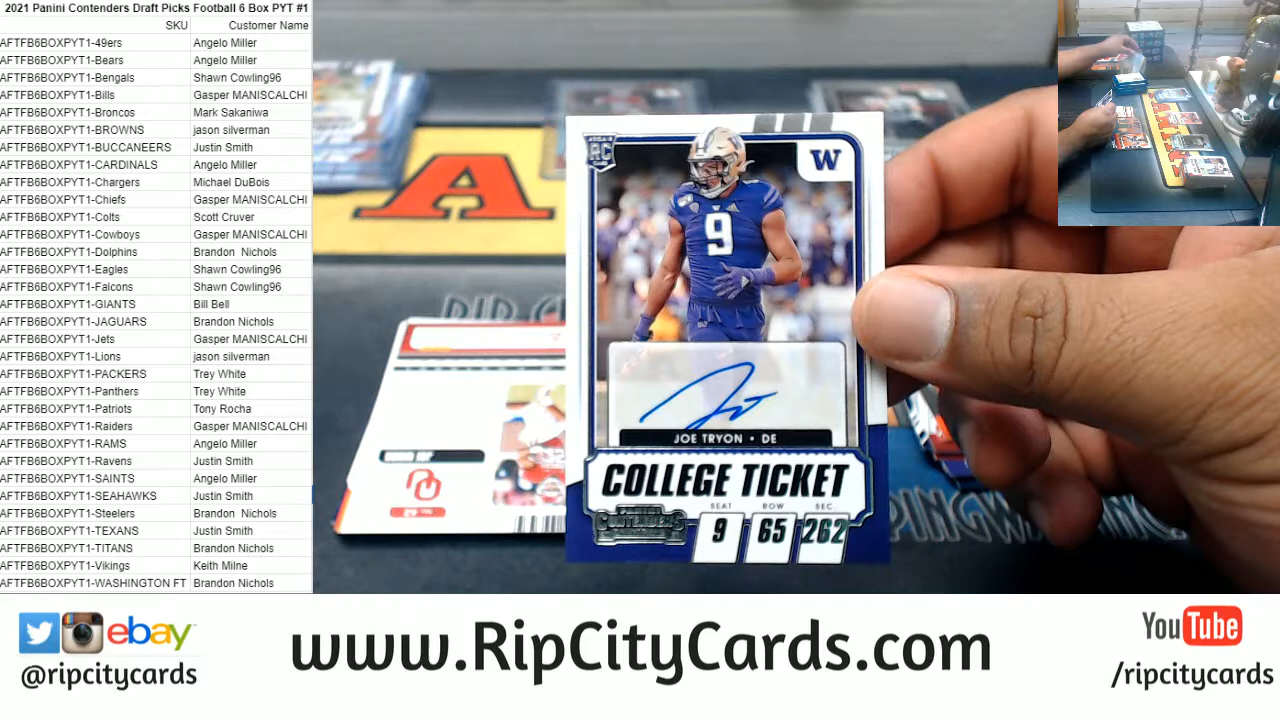 2021 Panini Contenders Draft Picks Football 6 Box PYT #1
SKU Customer Name
AFTFB6BOXPYT1-49ers Angelo Miller
AFTFB6BOXPYT1-Bears Angelo Miller
AFTFB6BOXPYT1-Bengals Shawn Cowling96
AFTFB6BOXPYT1-Bills Gasper MANISCALCHI
AFTFB6BOXPYT1-Broncos Mark Sakaniwa
AFTFB6BOXPYT1-BROWNS jason silverman
AFTFB6BOXPYT1-BUCCANEERS Justin Smith
AFTFB6BOXPYT1-CARDINALS Angelo Miller
AFTFB6BOXPYT1-Chargers Michael DuBois
AFTFB6BOXPYT1-Chiefs Gasper MANISCALCHI
AFTFB6BOXPYT1-Colts Scott Cruver
AFTFB6BOXPYT1-Cowboys Gasper MANISCALCHI
AFTFB6BOXPYT1-Dolphins Brandon Nichols
AFTFB6BOXPYT1-Eagles Shawn Cowling96
AFTFB6BOXPYT1-Falcons Shawn Cowling96
AFTFB6BOXPYT1-GIANTS Bill Bell
AFTFB6BOXPYT1-JAGUARS Brandon Nichols
AFTFB6BOXPYT1-Jets Gasper MANISCALCHI
AFTFB6BOXPYT1-Lions jason silverman
AFTFB6BOXPYT1-PACKERS Trey White
AFTFB6BOXPYT1-Panthers Trey White
AFTFB6BOXPYT1-Patriots Tony Rocha
AFTFB6BOXPYT1-Raiders Gasper MANISCALCHI
AFTFB6BOXPYT1-RAMS Angelo Miller
AFTFB6BOXPYT1-Ravens Justin Smith
AFTFB6BOXPYT1-SAINTS Angelo Miller
AFTFB6BOXPYT1-SEAHAWKS Justin Smith
AFTFB6BOXPYT1-Steelers Brandon Nichols
AFTFB6BOXPYT1-TEXANS Justin Smith
AFTFB6BOXPYT1-TITANS Brandon Nichols
AFTFB6BOXPYT1-Vikings Keith Milne
AFTFB6BOXPYT1-WASHINGTON FT Brandon Nichols
RC
CARD
W
9
JOE TRYON • DE
COLLEGE TICKET
SEAT ROW SEC.
9 65 262
PANINI
CONTENDERS
RIP C
ebay
@ripcitycards
www.RipCityCards.com
YouTube
/ripcitycards